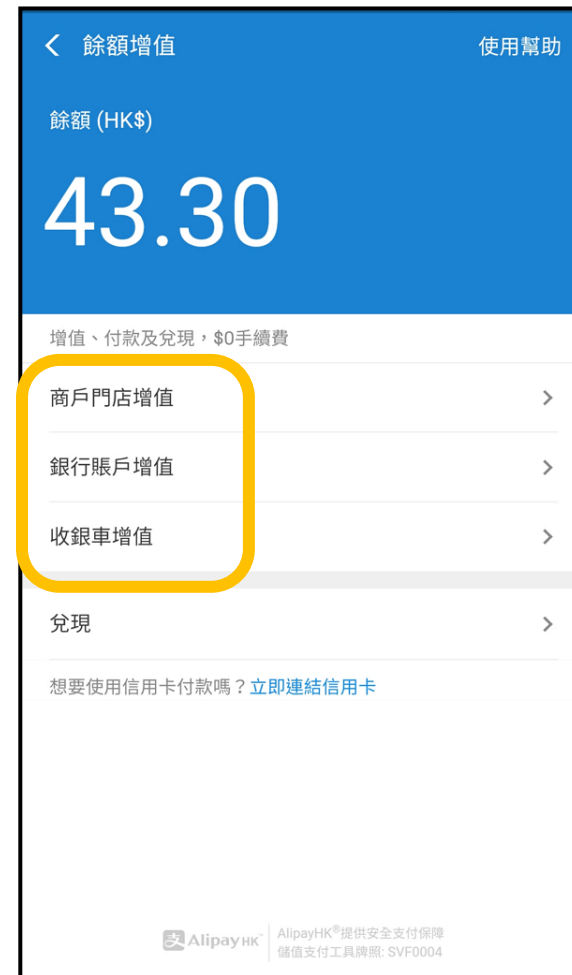 餘額增值 使用幫助
餘額 (HK$)
43.30
增值、付款及兌現，$0手續費
商戶門店增值
銀行賬戶增值
收銀車增值
兌現
想要使用信用卡付款嗎？立即連結信用卡
支 Alipay HK™
AlipayHK®提供安全支付保障
儲值支付工具牌照: SVF0004